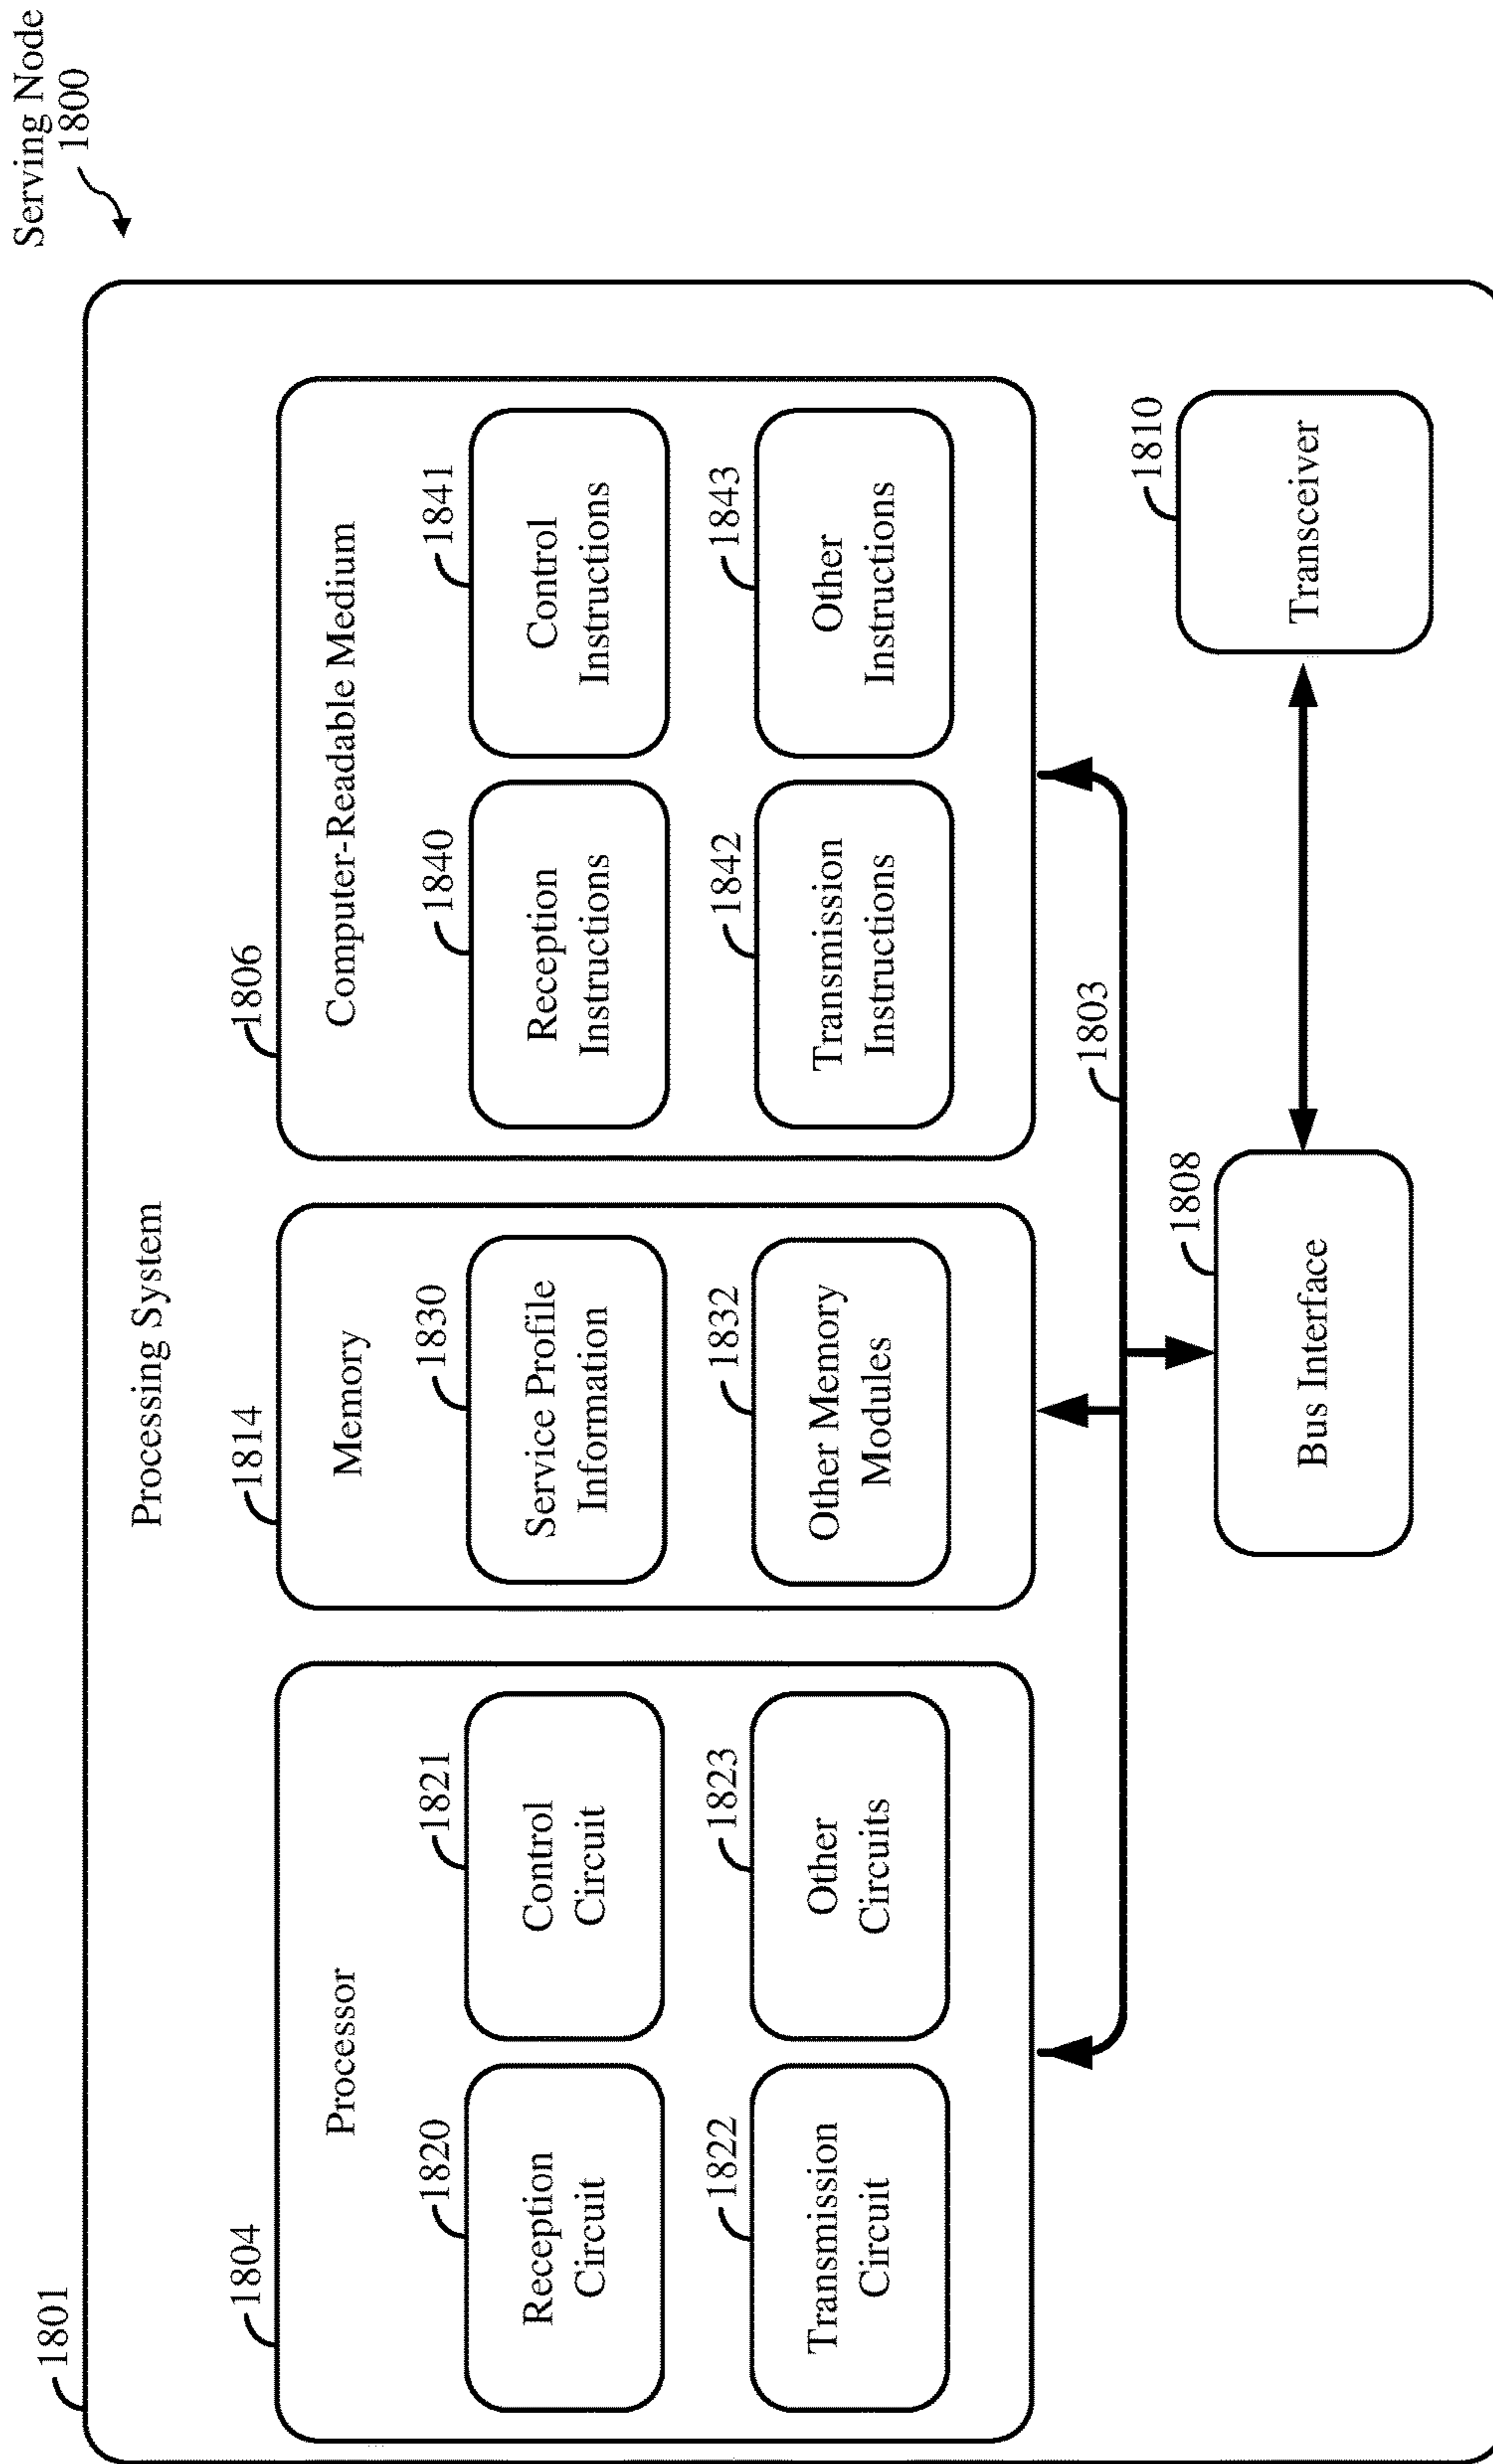 Serving Node
1800
1801
Processing System
1804
Processor
1820
Reception
Circuit
1821
Control
Circuit
1822
Transmission
Circuit
1823
Other
Circuits
1814
Memory
1830
Service Profile
Information
1832
Other Memory
Modules
1806
Computer-Readable Medium
1840
Reception
Instructions
1841
Control
Instructions
1842
Transmission
Instructions
1843
Other
Instructions
1803
1808
Bus Interface
1810
Transceiver